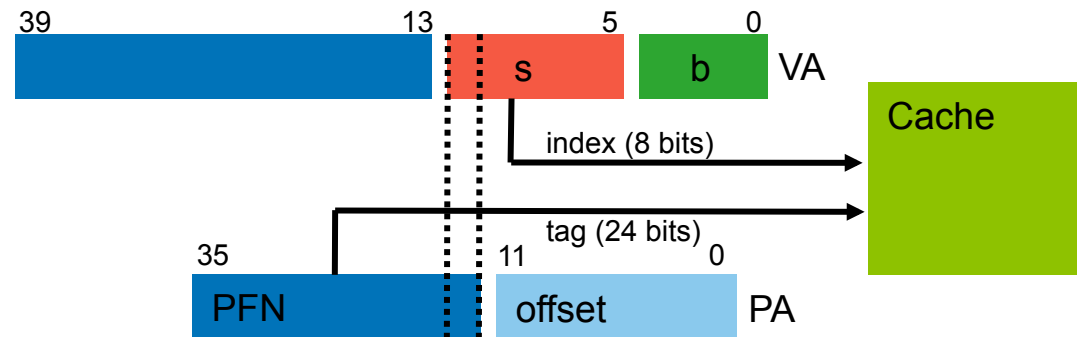 39 13 5 0
s b VA
Cache
index (8 bits)
tag (24 bits)
35 11 0
PFN offset PA